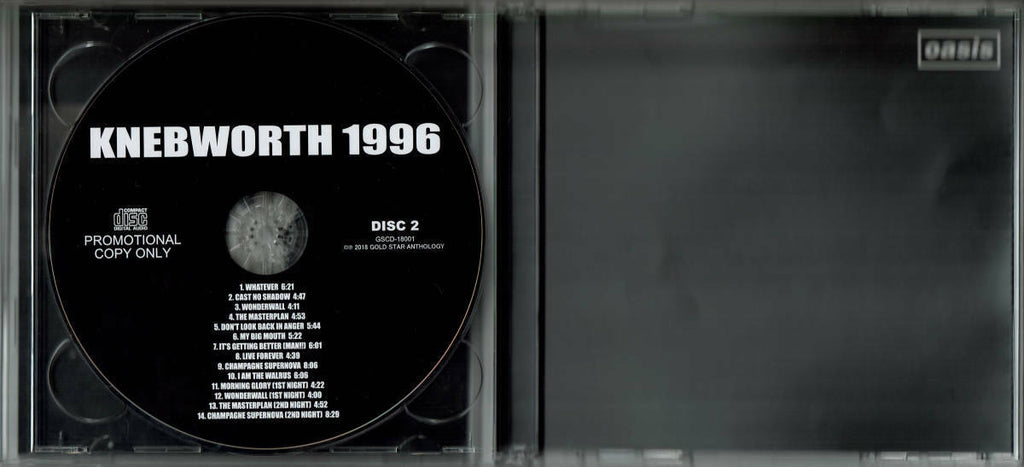 KNEBWORTH 1996
COMPACT
disc
DIGITAL AUDIO
PROMOTIONAL
COPY ONLY
DISC 2
GSCD-18001
©℗ 2018 GOLD STAR ANTHOLOGY
1. WHATEVER 6:21
2. CAST NO SHADOW 4:47
3. WONDERWALL 4:11
4. THE MASTERPLAN 4:53
5. DON'T LOOK BACK IN ANGER 5:44
6. MY BIG MOUTH 5:22
7. IT'S GETTING BETTER (MAN!!) 6:01
8. LIVE FOREVER 4:39
9. CHAMPAGNE SUPERNOVA 8:06
10. I AM THE WALRUS 6:06
11. MORNING GLORY (1ST NIGHT) 4:22
12. WONDERWALL (1ST NIGHT) 4:00
13. THE MASTERPLAN (2ND NIGHT) 4:52
14. CHAMPAGNE SUPERNOVA (2ND NIGHT) 8:29
oasis